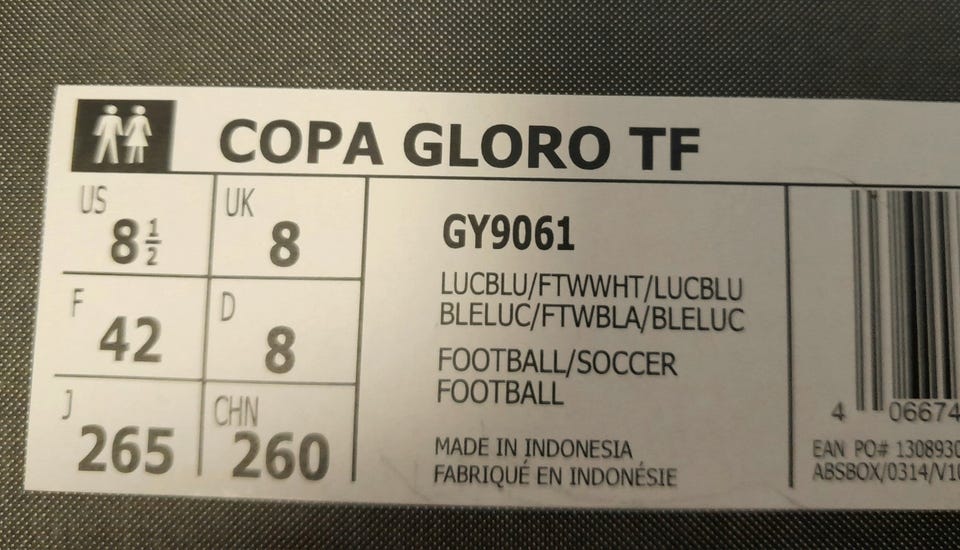 COPA GLORO TF
US 8½ UK 8
F 42 D 8
J 265 CHN 260
GY9061
LUCBLU/FTWWHT/LUCBLU
BLELUC/FTWBLA/BLELUC
FOOTBALL/SOCCER
FOOTBALL
MADE IN INDONESIA
FABRIQUÉ EN INDONÉSIE
4 06674
EAN PO# 1308930
ABSBOX/0314/V10